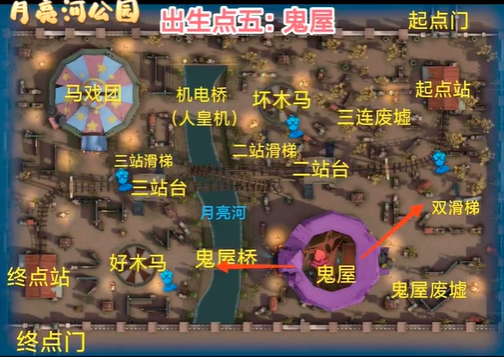 月亮河公园
出生点五：鬼屋
起点门
马戏团
机电桥
（人皇机）
坏木马
起点站
三连废墟
三站滑梯
二站滑梯
二站台
三站台
月亮河
双滑梯
好木马
鬼屋桥
终点站
鬼屋
鬼屋废墟
终点门